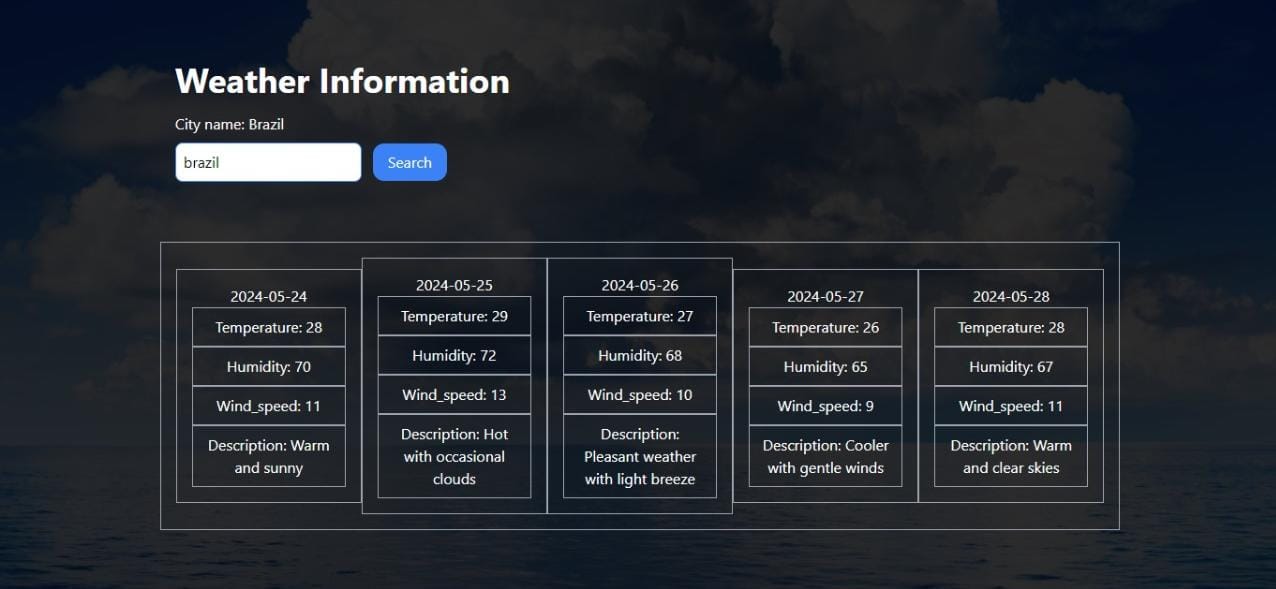 Weather Information
City name: Brazil
brazil
Search
2024-05-24
Temperature: 28
Humidity: 70
Wind_speed: 11
Description: Warm
and sunny
2024-05-25
Temperature: 29
Humidity: 72
Wind_speed: 13
Description: Hot
with occasional
clouds
2024-05-26
Temperature: 27
Humidity: 68
Wind_speed: 10
Description:
Pleasant weather
with light breeze
2024-05-27
Temperature: 26
Humidity: 65
Wind_speed: 9
Description: Cooler
with gentle winds
2024-05-28
Temperature: 28
Humidity: 67
Wind_speed: 11
Description: Warm
and clear skies